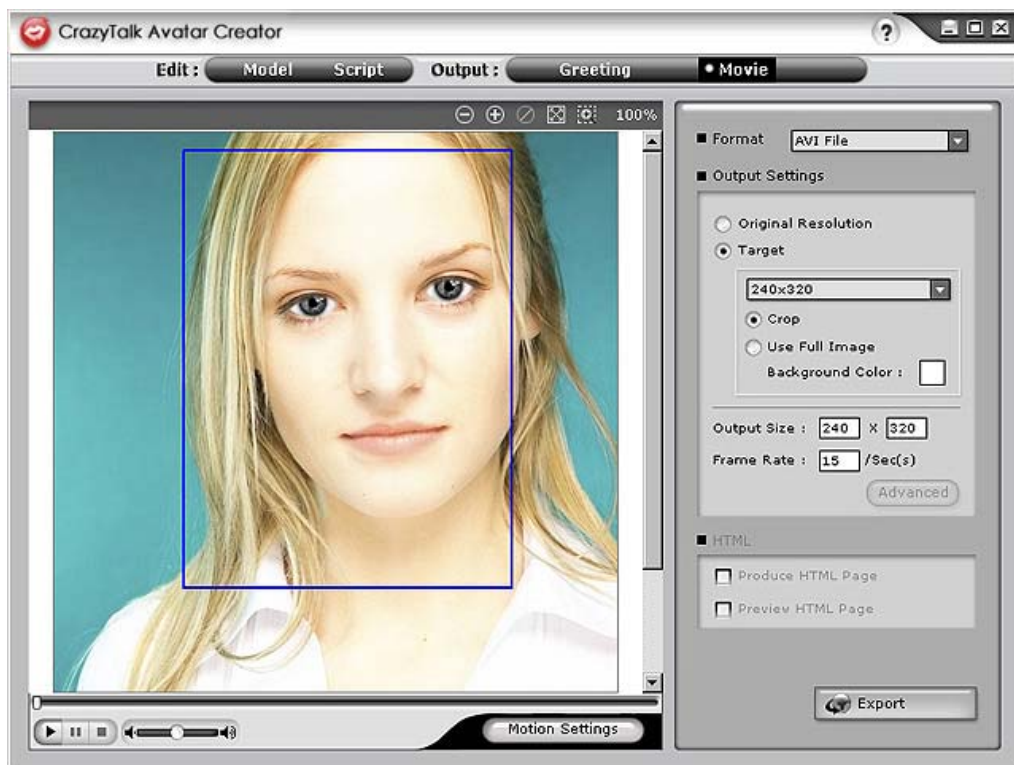 CrazyTalk Avatar Creator
?
Edit : Model Script Output : Greeting Movie
100%
Format AVI File
Output Settings
Original Resolution
Target
240x320
Crop
Use Full Image
Background Color :
Output Size : 240 X 320
Frame Rate : 15 /Sec(s)
Advanced
HTML
Produce HTML Page
Preview HTML Page
Export
Motion Settings